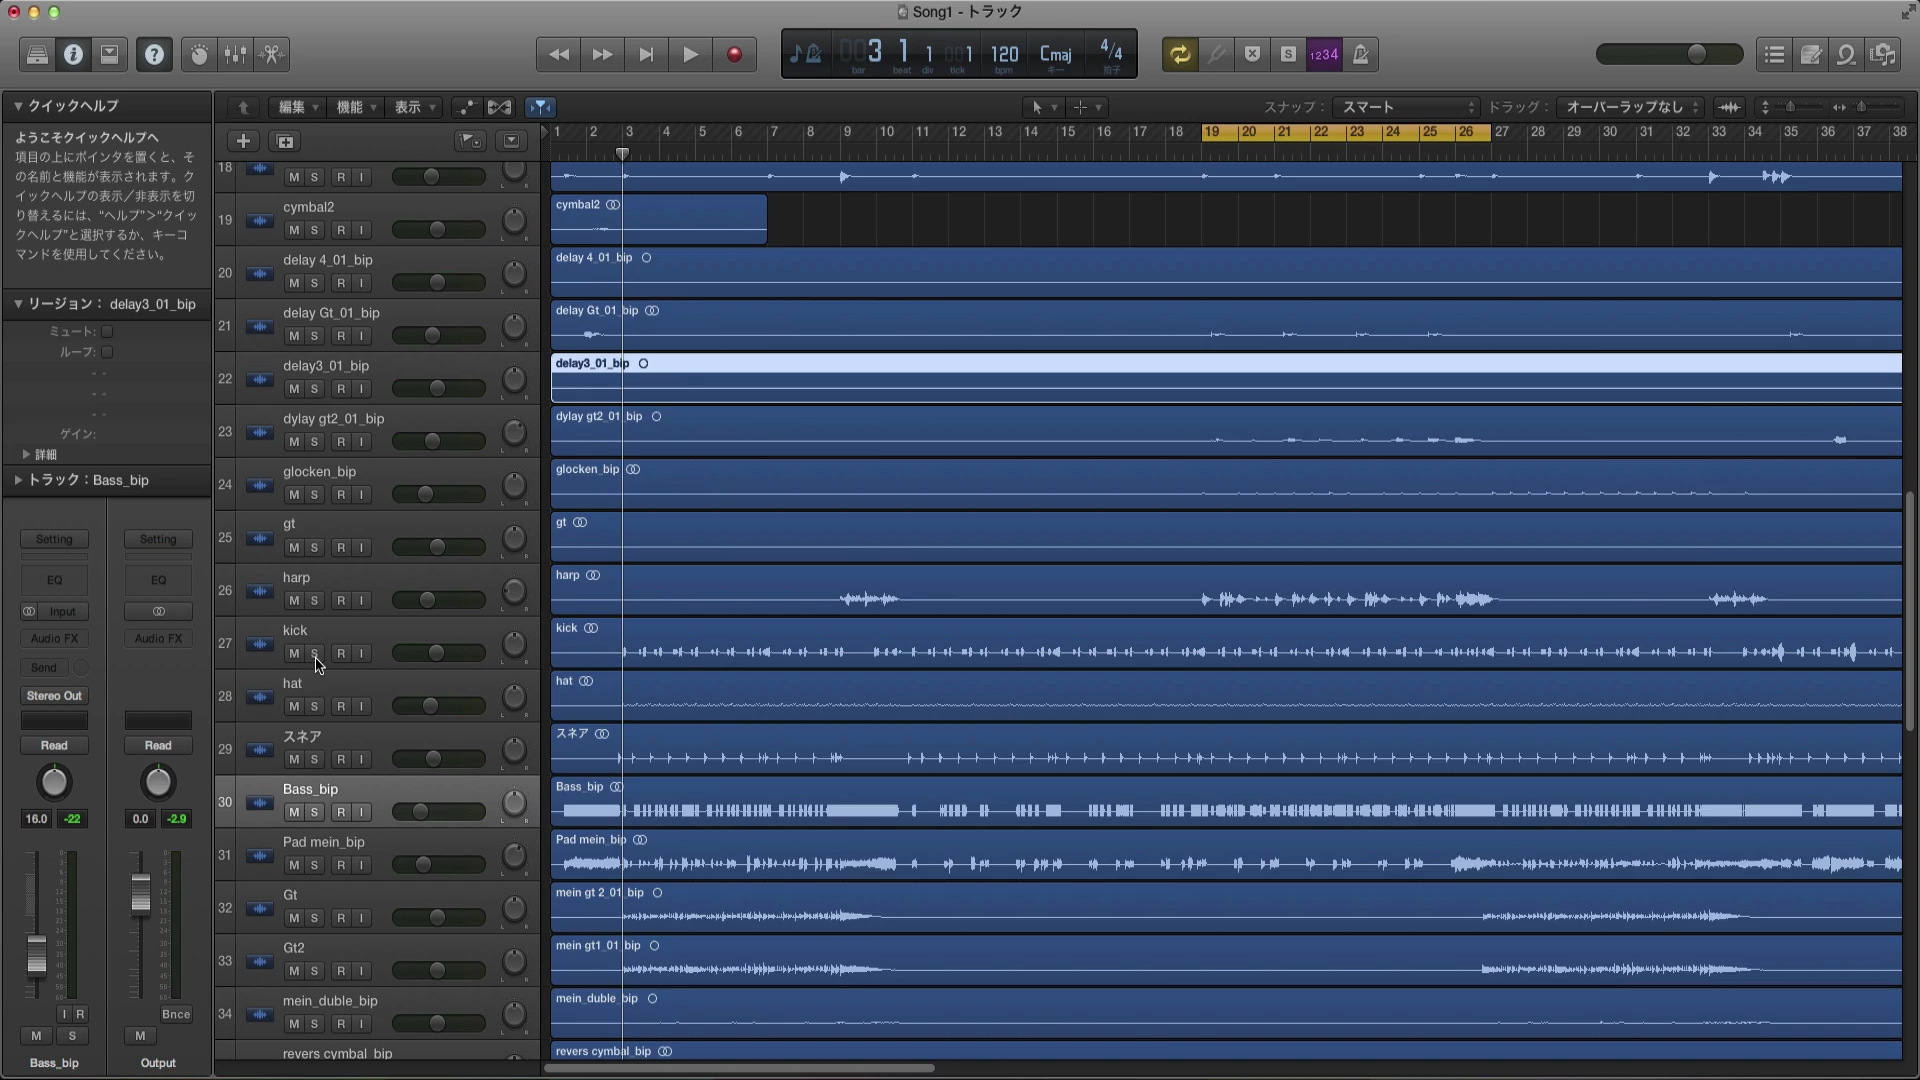 Song1 - トラック
3 1 1 1 120 Cmaj 4/4
bar beat div tick bpm キー 拍子
S 1234
クイックヘルプ
編集 機能 表示 スナップ： スマート ドラッグ： オーバーラップなし
ようこそクイックヘルプへ
項目の上にポインタを置くと、そ
の名前と機能が表示されます。ク
イックヘルプの表示／非表示を切
り替えるには、“ヘルプ”>“クイッ
クヘルプ”と選択するか、キーコ
マンドを使用してください。
リージョン： delay3_01_bip
ミュート:
ループ:
ゲイン:
詳細
トラック：Bass_bip
Setting Setting
EQ EQ
Input
Audio FX Audio FX
Send
Stereo Out
Read Read
16.0 -22 0.0 -2.9
I R Bnce
M S M
Bass_bip Output
1 2 3 4 5 6 7 8 9 10 11 12 13 14 15 16 17 18 19 20 21 22 23 24 25 26 27 28 29 30 31 32 33 34 35 36 37 38
18 M S R I
19 cymbal2 M S R I cymbal2
20 delay 4_01_bip M S R I delay 4_01_bip
21 delay Gt_01_bip M S R I delay Gt_01_bip
22 delay3_01_bip M S R I delay3_01_bip
23 dylay gt2_01_bip M S R I dylay gt2_01_bip
24 glocken_bip M S R I glocken_bip
25 gt M S R I gt
26 harp M S R I harp
27 kick M S R I kick
28 hat M S R I hat
29 スネア M S R I スネア
30 Bass_bip M S R I Bass_bip
31 Pad mein_bip M S R I Pad mein_bip
32 Gt M S R I mein gt 2_01_bip
33 Gt2 M S R I mein gt1_01_bip
34 mein_duble_bip M S R I mein_duble_bip
revers cymbal_bip revers cymbal_bip